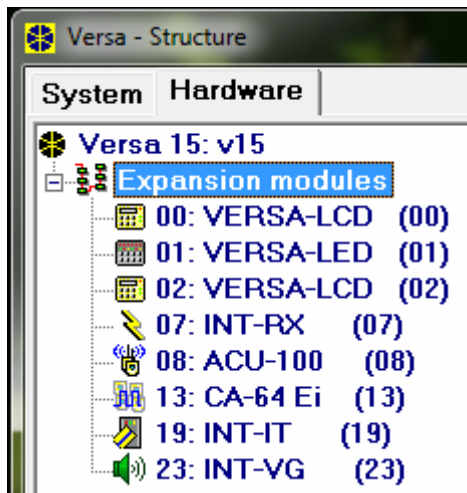 Versa - Structure
System Hardware
Versa 15: v15
Expansion modules
00: VERSA-LCD (00)
01: VERSA-LED (01)
02: VERSA-LCD (02)
07: INT-RX (07)
08: ACU-100 (08)
13: CA-64 Ei (13)
19: INT-IT (19)
23: INT-VG (23)